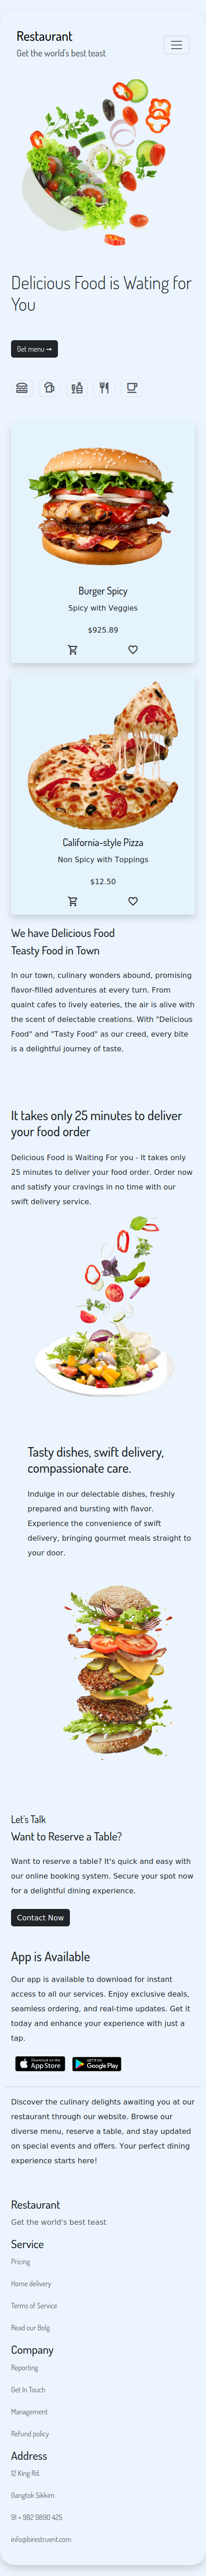 Restaurant
Get the world's best teast
Delicious Food is Wating for
You
Get menu →
Burger Spicy
Spicy with Veggies
$925.89
California-style Pizza
Non Spicy with Toppings
$12.50
We have Delicious Food
Teasty Food in Town
In our town, culinary wonders abound, promising
flavor-filled adventures at every turn. From
quaint cafes to lively eateries, the air is alive with
the scent of delectable creations. With "Delicious
Food" and "Tasty Food" as our creed, every bite
is a delightful journey of taste.
It takes only 25 minutes to deliver
your food order
Delicious Food is Waiting For you - It takes only
25 minutes to deliver your food order. Order now
and satisfy your cravings in no time with our
swift delivery service.
Tasty dishes, swift delivery,
compassionate care.
Indulge in our delectable dishes, freshly
prepared and bursting with flavor.
Experience the convenience of swift
delivery, bringing gourmet meals straight to
your door.
Let's Talk
Want to Reserve a Table?
Want to reserve a table? It's quick and easy with
our online booking system. Secure your spot now
for a delightful dining experience.
Contact Now
App is Available
Our app is available to download for instant
access to all our services. Enjoy exclusive deals,
seamless ordering, and real-time updates. Get it
today and enhance your experience with just a
tap.
Download on the
App Store
GET IT ON
Google Play
Discover the culinary delights awaiting you at our
restaurant through our website. Browse our
diverse menu, reserve a table, and stay updated
on special events and offers. Your perfect dining
experience starts here!
Restaurant
Get the world's best teast
Service
Pricing
Home delivery
Terms of Service
Read our Bolg
Company
Reporting
Get In Touch
Management
Refund policy
Address
12 King Rd.
Gangtok Sikkim
91 + 982 9890 425
info@birestruent.com